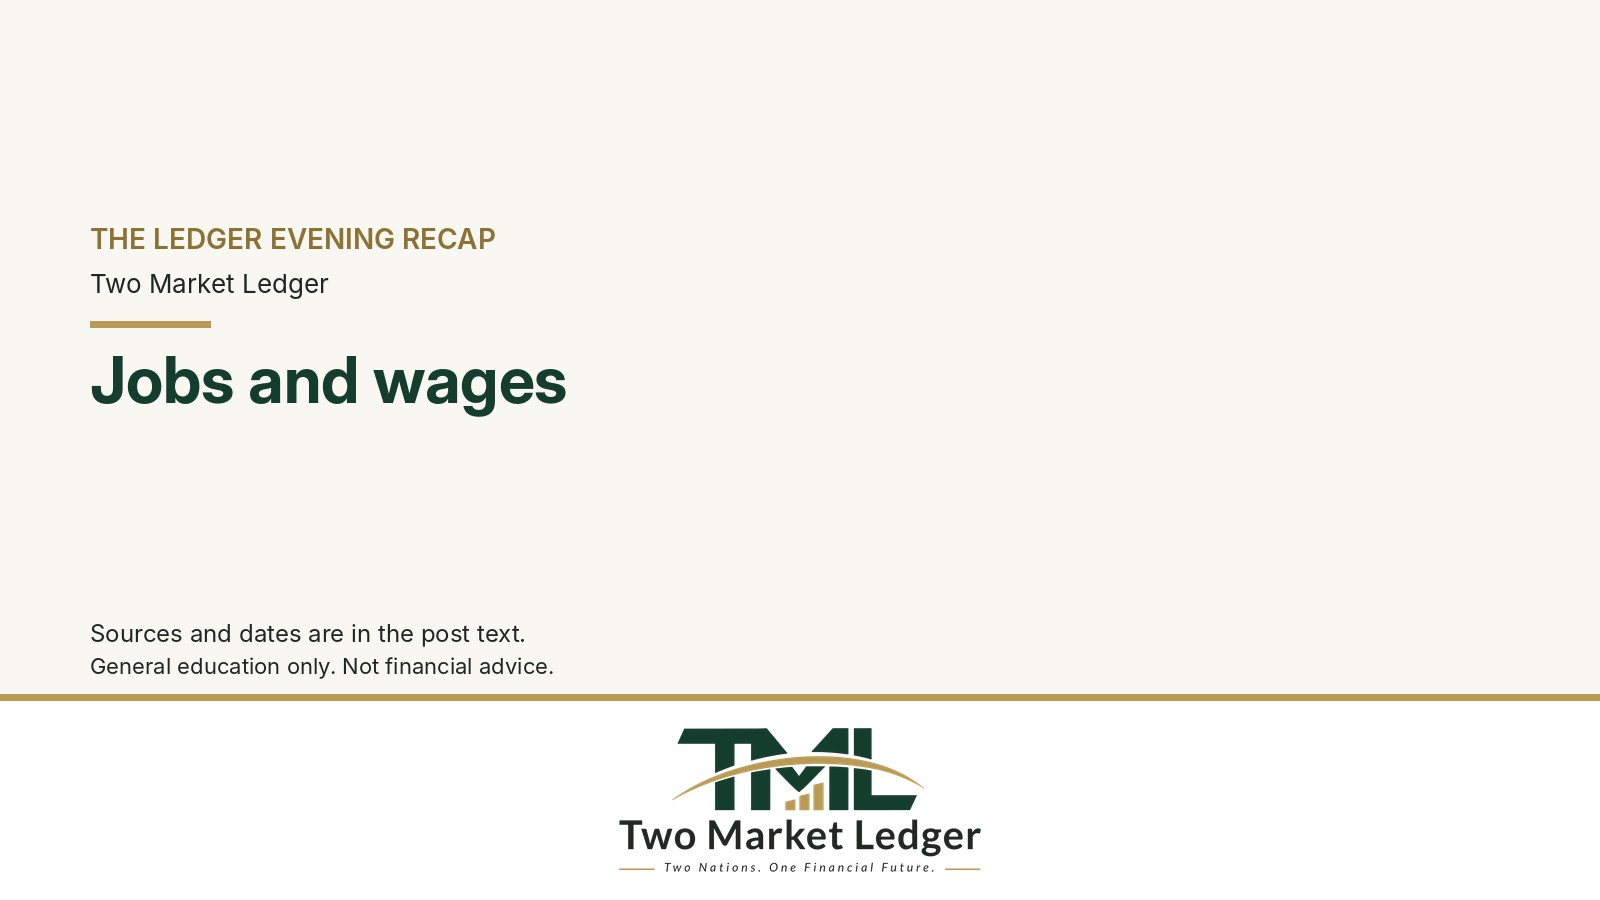 THE LEDGER EVENING RECAP
Two Market Ledger
Jobs and wages
Sources and dates are in the post text.
General education only. Not financial advice.
TML
Two Market Ledger
Two Nations. One Financial Future.